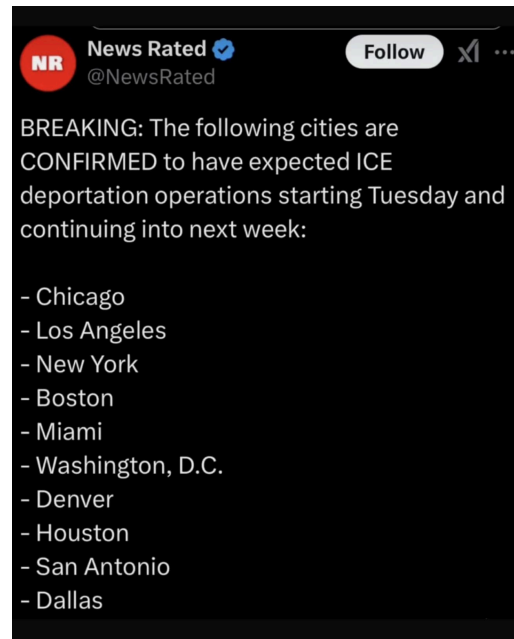 NR
News Rated
@NewsRated
Follow
BREAKING: The following cities are
CONFIRMED to have expected ICE
deportation operations starting Tuesday and
continuing into next week:
- Chicago
- Los Angeles
- New York
- Boston
- Miami
- Washington, D.C.
- Denver
- Houston
- San Antonio
- Dallas